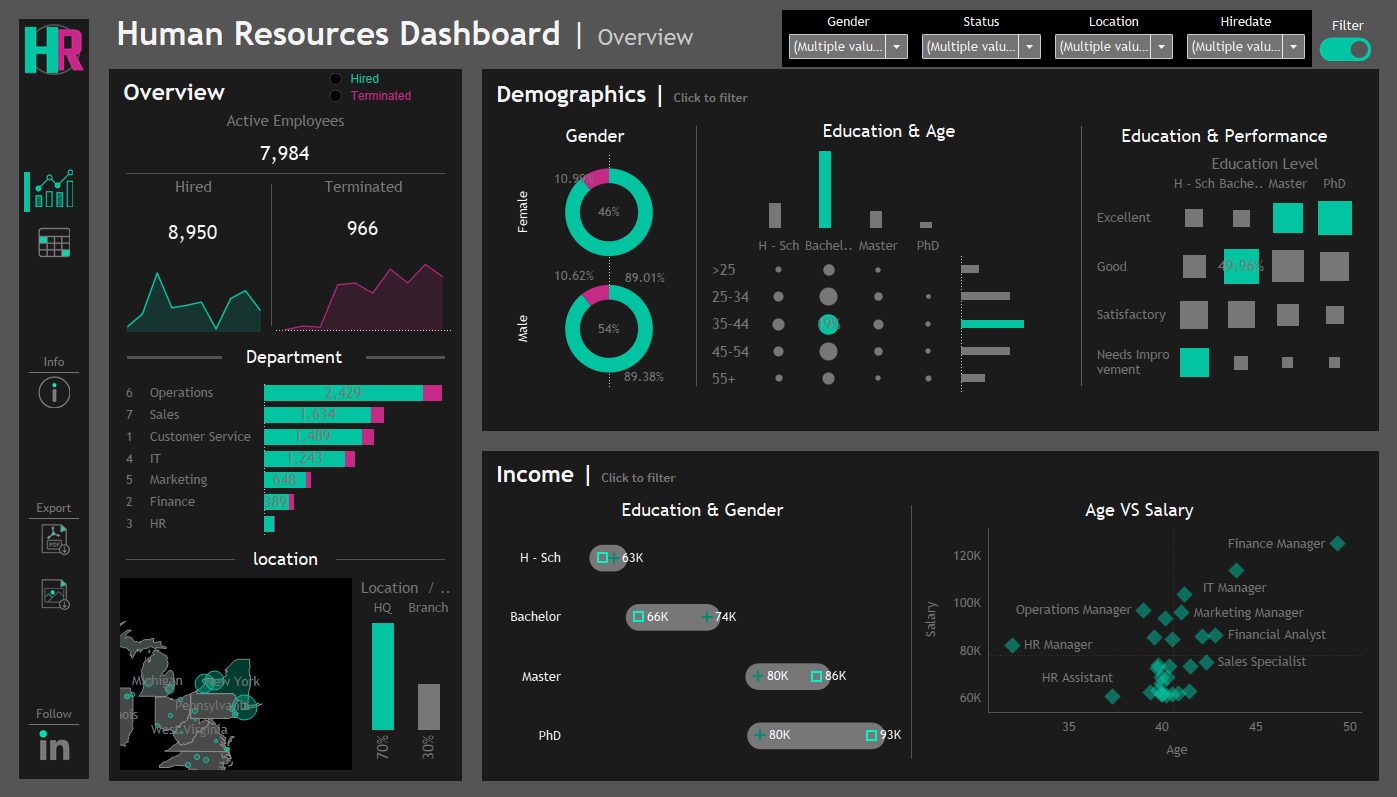 HR
Human Resources Dashboard | Overview
Gender
Status
Location
Hiredate
Filter
(Multiple valu...
(Multiple valu...
(Multiple valu...
(Multiple valu...
Info
Export
PDF
Follow
in
Overview
Hired
Terminated
Active Employees
7,984
Hired
Terminated
8,950
966
Department
6 Operations 2,429
7 Sales 1,634
1 Customer Service 1,489
4 IT 1,243
5 Marketing 648
2 Finance 389
3 HR
location
Michigan
New York
Pennsylvania
West Virginia
Location / ..
HQ Branch
70% 30%
Demographics | Click to filter
Gender
Female
10.99%
46%
89.01%
Male
10.62%
54%
89.38%
Education & Age
H - Sch Bachel.. Master PhD
>25
25-34
35-44 19%
45-54
55+
Education & Performance
Education Level
H - Sch Bache.. Master PhD
Excellent
Good 49.96%
Satisfactory
Needs Impro
vement
Income | Click to filter
Education & Gender
H - Sch 63K
Bachelor 66K 74K
Master 80K 86K
PhD 80K 93K
Age VS Salary
Salary
120K
100K
80K
60K
Finance Manager
IT Manager
Operations Manager
Marketing Manager
Financial Analyst
HR Manager
Sales Specialist
HR Assistant
35 40 45 50
Age